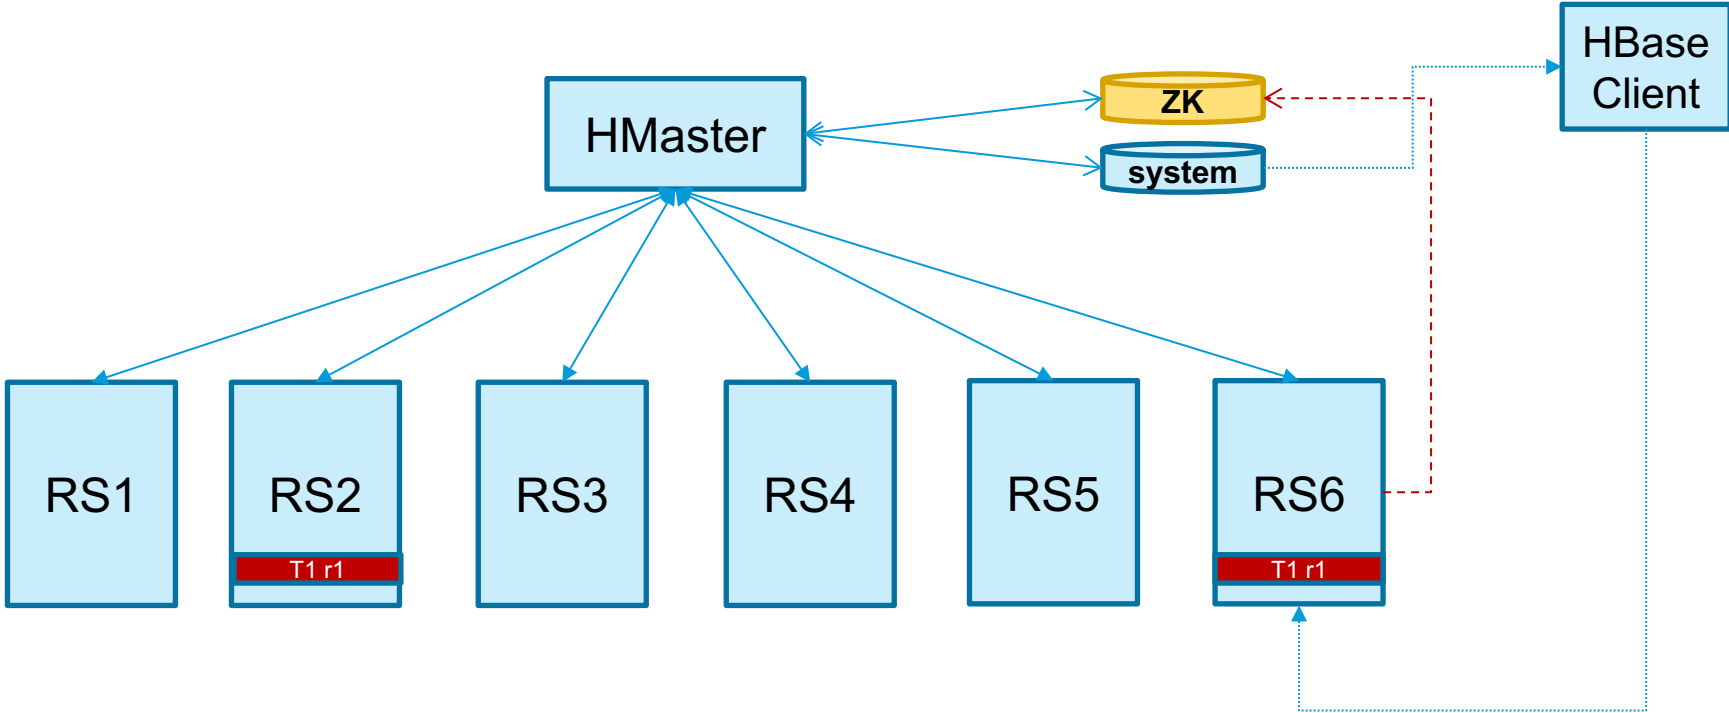 HBase
Client
HMaster
ZK
system
RS1
RS2
RS3
RS4
RS5
RS6
T1 r1
T1 r1